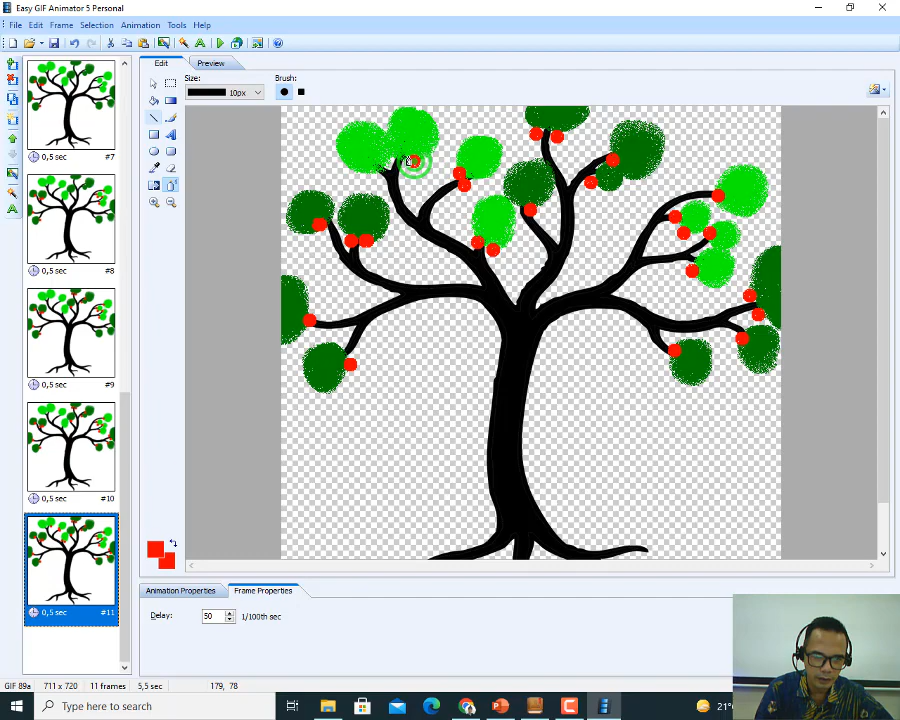 Easy GIF Animator 5 Personal
File Edit Frame Selection Animation Tools Help
Edit Preview
Size: Brush:
10px
0,5 sec #7
0,5 sec #8
0,5 sec #9
0,5 sec #10
0,5 sec #11
Animation Properties Frame Properties
Delay: 50 1/100th sec
GIF 89a 711 x 720 11 frames 5,5 sec 179, 78
Type here to search
21°